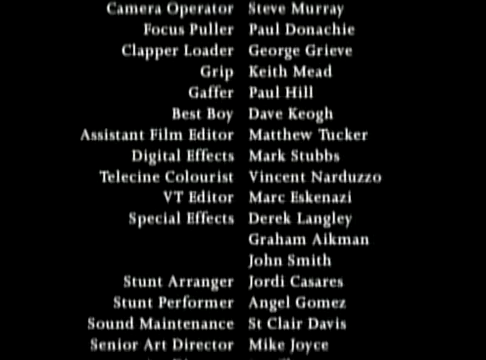 Camera Operator Steve Murray
Focus Puller Paul Donachie
Clapper Loader George Grieve
Grip Keith Mead
Gaffer Paul Hill
Best Boy Dave Keogh
Assistant Film Editor Matthew Tucker
Digital Effects Mark Stubbs
Telecine Colourist Vincent Narduzzo
VT Editor Marc Eskenazi
Special Effects Derek Langley
Graham Aikman
John Smith
Stunt Arranger Jordi Casares
Stunt Performer Angel Gomez
Sound Maintenance St Clair Davis
Senior Art Director Mike Joyce